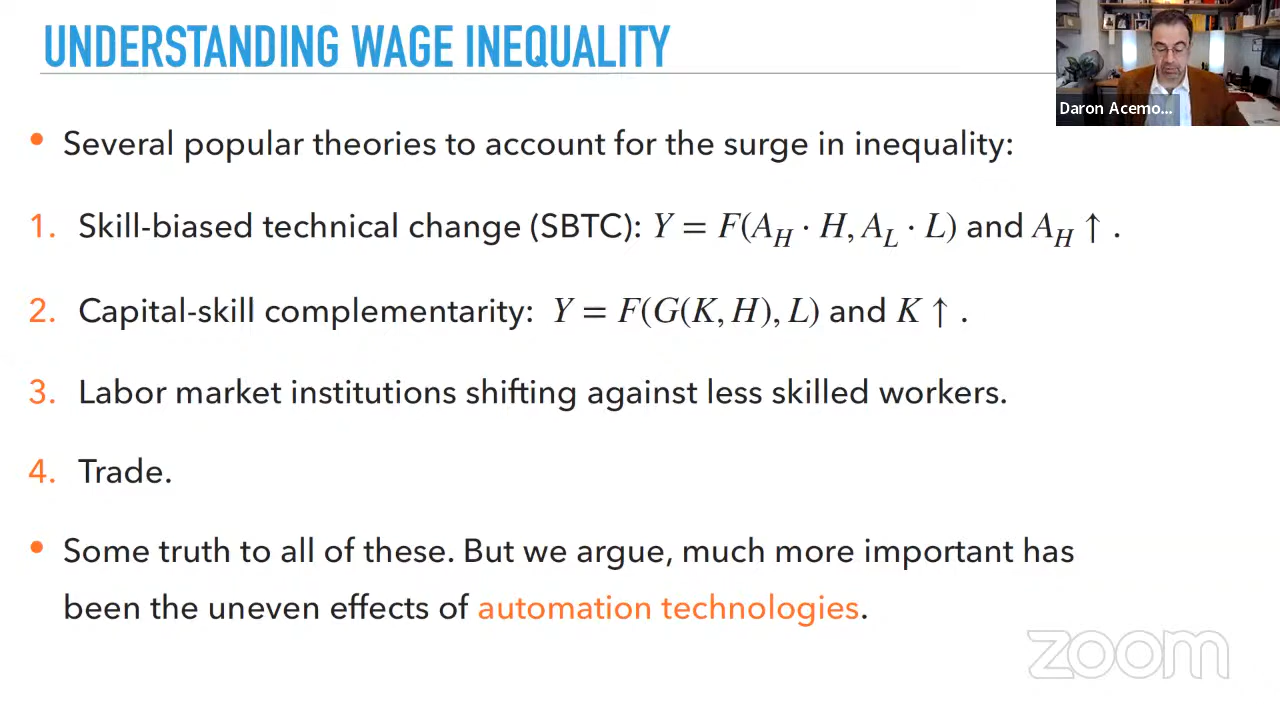 UNDERSTANDING WAGE INEQUALITY
Daron Acemo...
• Several popular theories to account for the surge in inequality:
1. Skill-biased technical change (SBTC): Y = F(A_H · H, A_L · L) and A_H ↑ .
2. Capital-skill complementarity: Y = F(G(K, H), L) and K ↑ .
3. Labor market institutions shifting against less skilled workers.
4. Trade.
• Some truth to all of these. But we argue, much more important has
been the uneven effects of automation technologies.
zoom